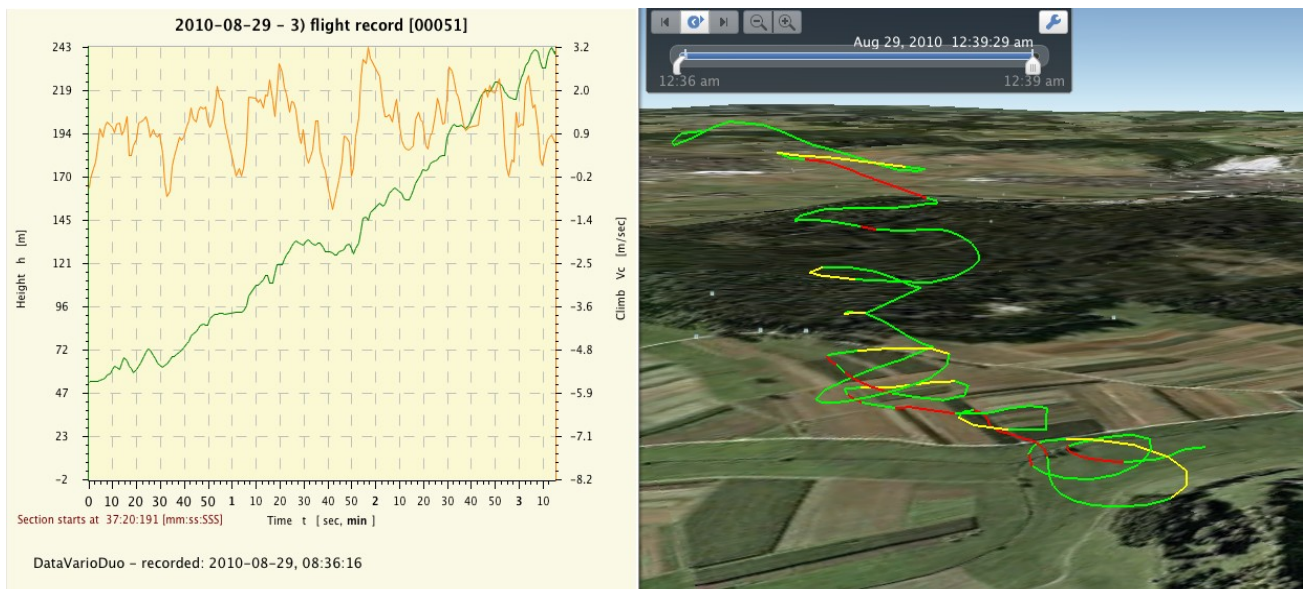 2010-08-29 - 3) flight record [00051]
243
219
194
170
145
121
96
72
47
23
-2
Height h [m]
3.2
2.0
0.9
-0.2
-1.4
-2.5
-3.6
-4.8
-5.9
-7.1
-8.2
Climb Vc [m/sec]
0 10 20 30 40 50 1 10 20 30 40 50 2 10 20 30 40 50 3 10
Section starts at 37:20:191 [mm:ss:SSS]
Time t [ sec, min ]
DataVarioDuo - recorded: 2010-08-29, 08:36:16
Aug 29, 2010 12:39:29 am
12:36 am
12:39 am